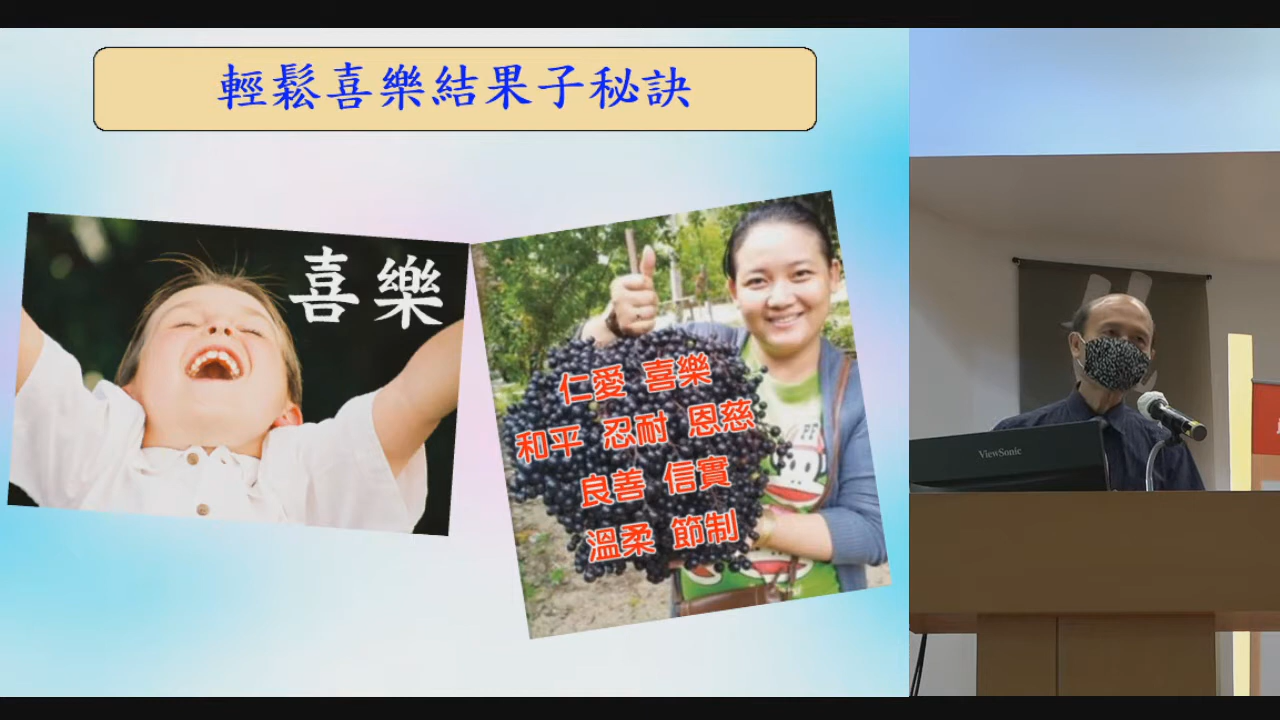 輕鬆喜樂結果子秘訣
喜樂
仁愛 喜樂
和平 忍耐 恩慈
良善 信實
溫柔 節制
ViewSonic